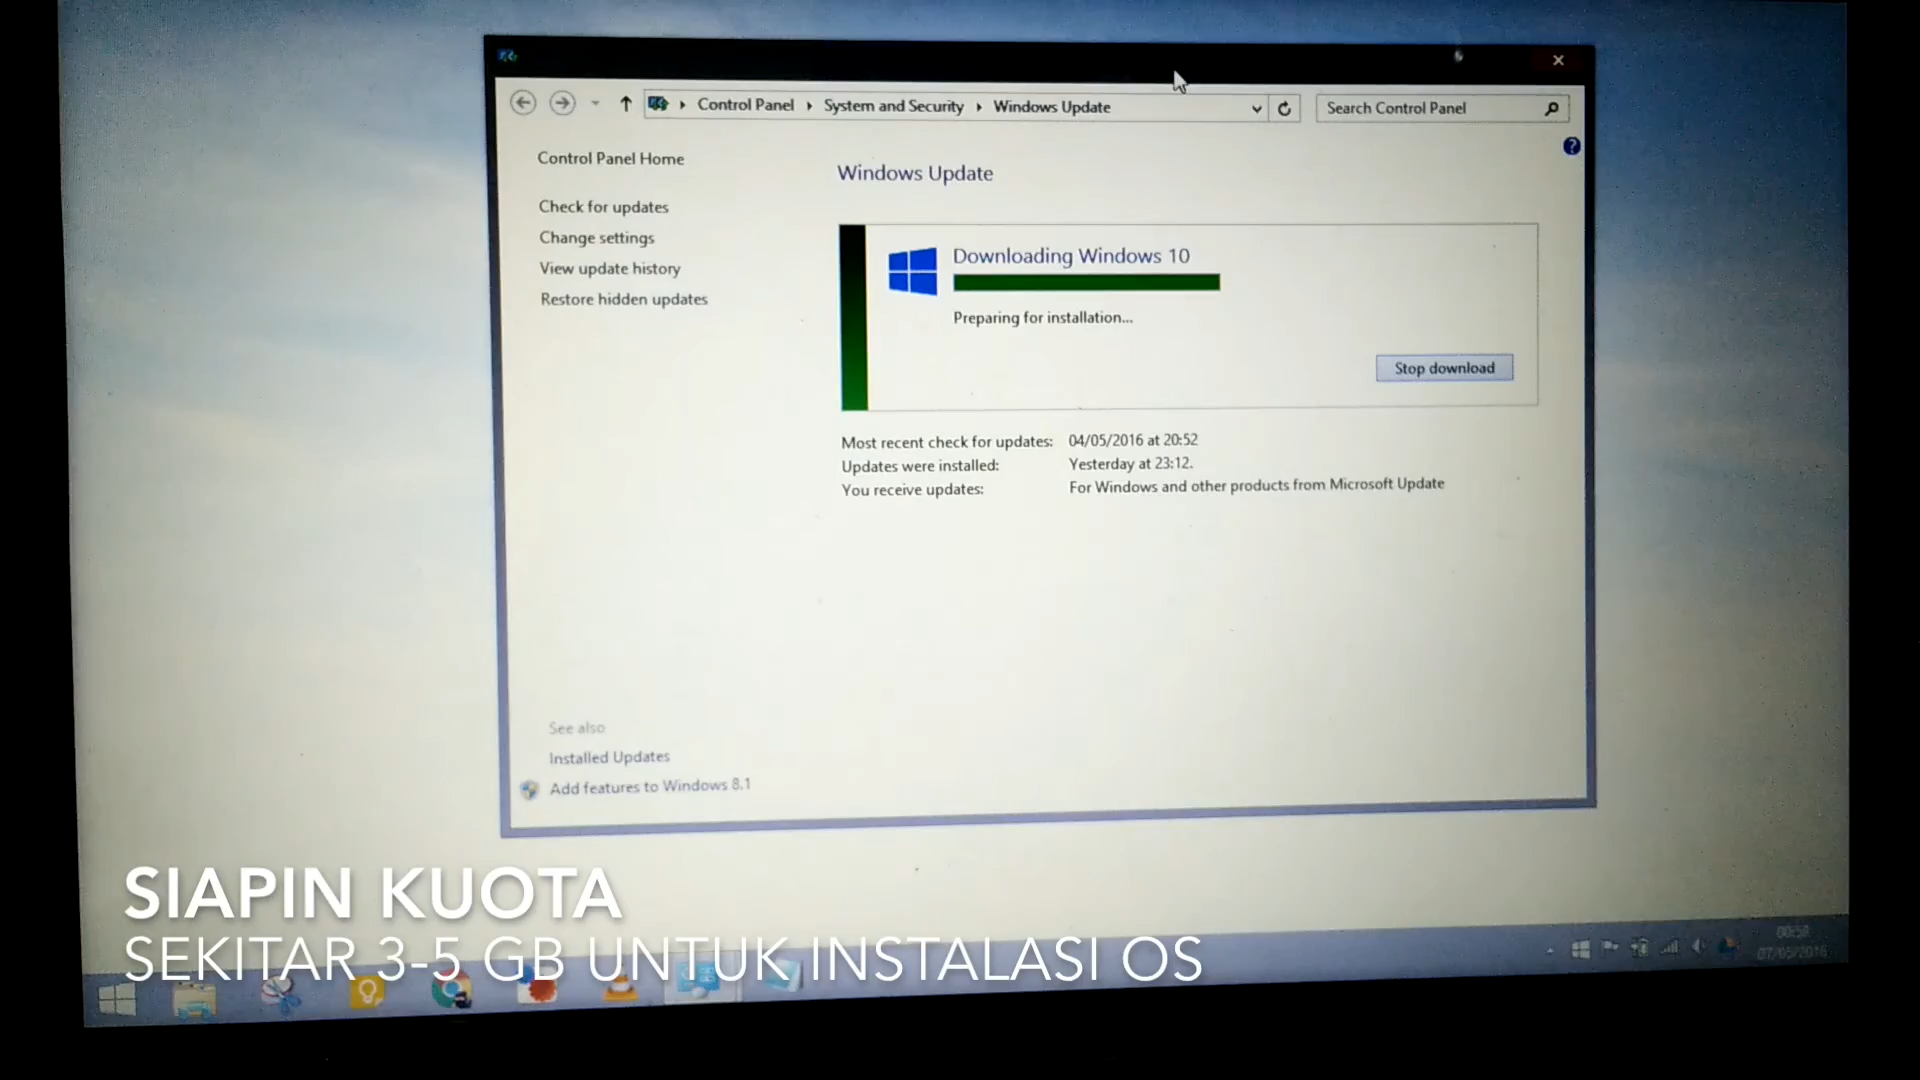 Control Panel
System and Security
Windows Update
Search Control Panel
Control Panel Home
Check for updates
Change settings
View update history
Restore hidden updates
Windows Update
Downloading Windows 10
Preparing for installation...
Stop download
Most recent check for updates: 04/05/2016 at 20:52
Updates were installed: Yesterday at 23:12.
You receive updates: For Windows and other products from Microsoft Update
See also
Installed Updates
Add features to Windows 8.1
SIAPIN KUOTA
SEKITAR 3-5 GB UNTUK INSTALASI OS
07/05/2016